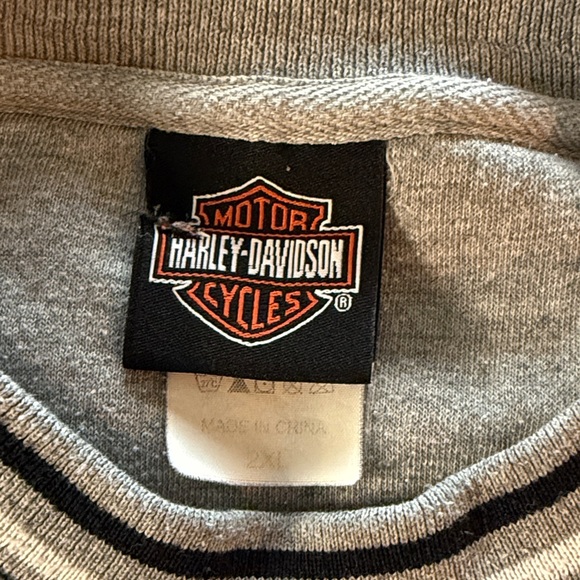 MOTOR
HARLEY-DAVIDSON
CYCLES
®
MADE IN CHINA
2XL